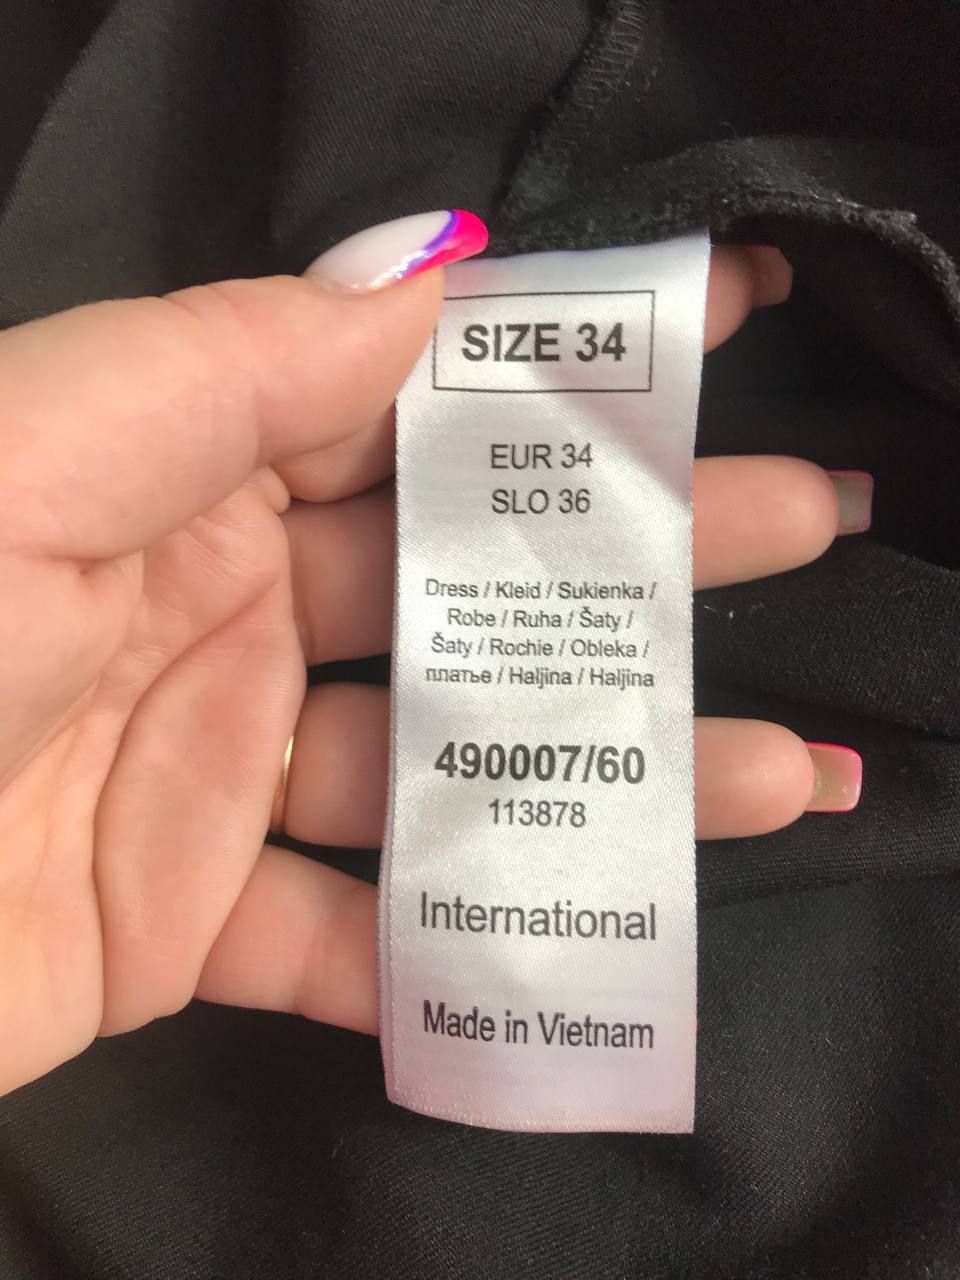 SIZE 34
EUR 34
SLO 36
Dress / Kleid / Sukienka /
Robe / Ruha / Šaty /
Šaty / Rochie / Obleka /
платье / Haljina / Haljina
490007/60
113878
International
Made in Vietnam